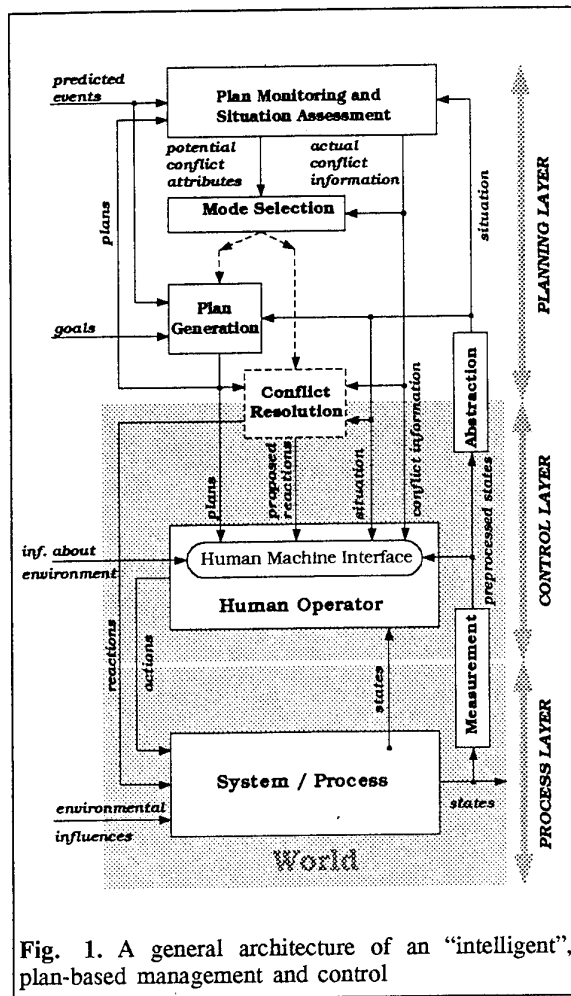 predicted
events
Plan Monitoring and
Situation Assessment
potential
conflict
attributes
actual
conflict
information
Mode Selection
plans
situation
PLANNING LAYER
Plan
Generation
goals
Conflict
Resolution
Abstraction
plans
proposed
reactions
situation
conflict information
preprocessed states
CONTROL LAYER
inf. about
environment
Human Machine Interface
Human Operator
reactions
actions
states
Measurement
System / Process
states
environmental
influences
World
PROCESS LAYER
Fig. 1. A general architecture of an “intelligent”,
plan-based management and control